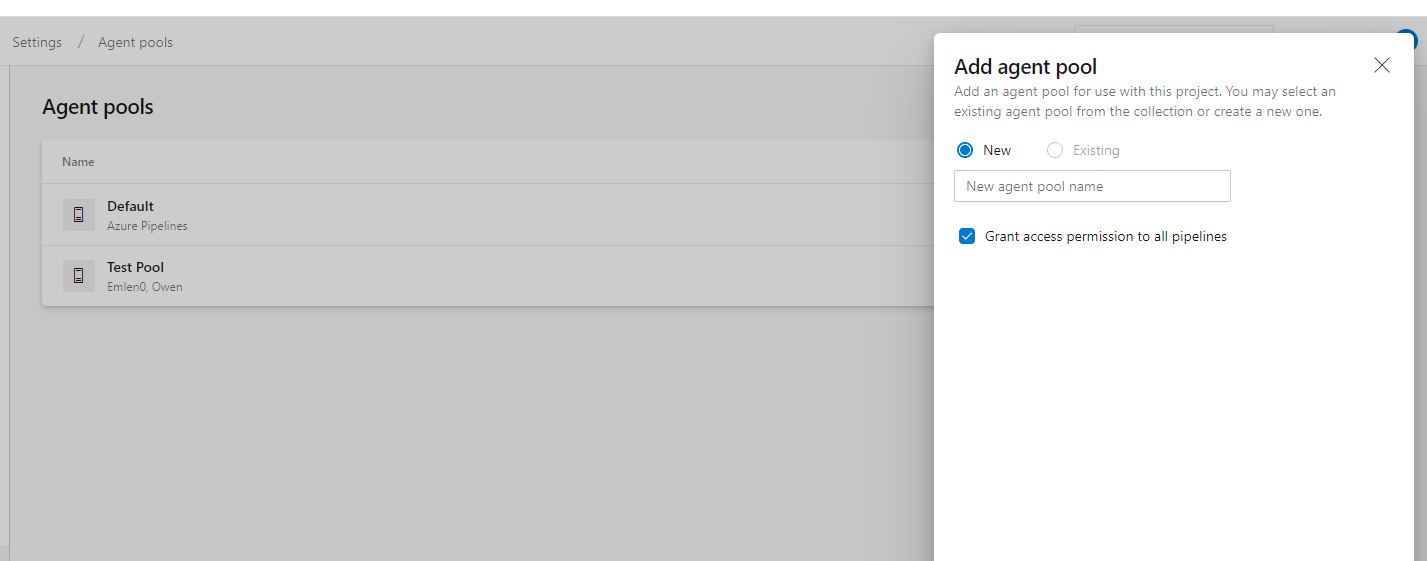 Settings / Agent pools
Agent pools
Name
Default
Azure Pipelines
Test Pool
Emlen0, Owen
Add agent pool
Add an agent pool for use with this project. You may select an
existing agent pool from the collection or create a new one.
New Existing
New agent pool name
Grant access permission to all pipelines